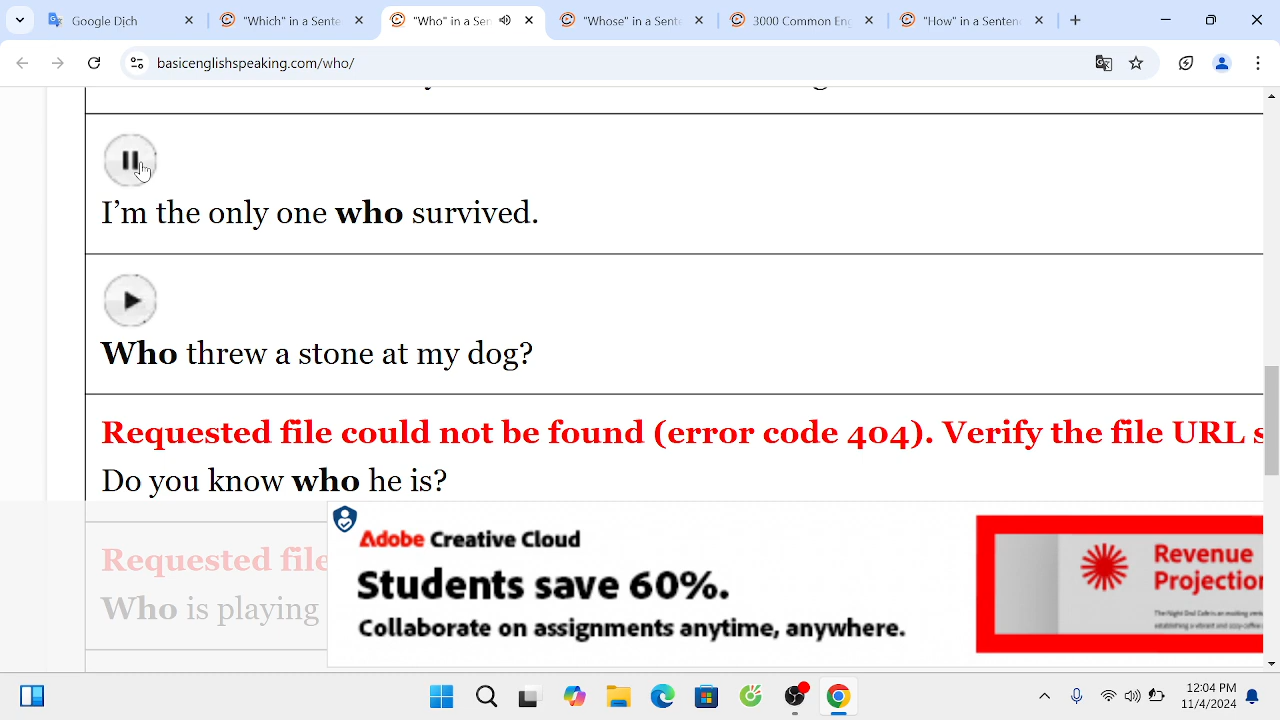 Google Dịch
"Which" in a Sente
"Who" in a Sen
"Whose" in a Sente
3000 Common Eng
"How" in a Sentenc
basicenglishspeaking.com/who/
I'm the only one who survived.
Who threw a stone at my dog?
Requested file could not be found (error code 404). Verify the file URL s
Do you know who he is?
Requested file
Who is playing
Adobe Creative Cloud
Students save 60%.
Collaborate on assignments anytime, anywhere.
Revenue
Projection
12:04 PM
11/4/2024